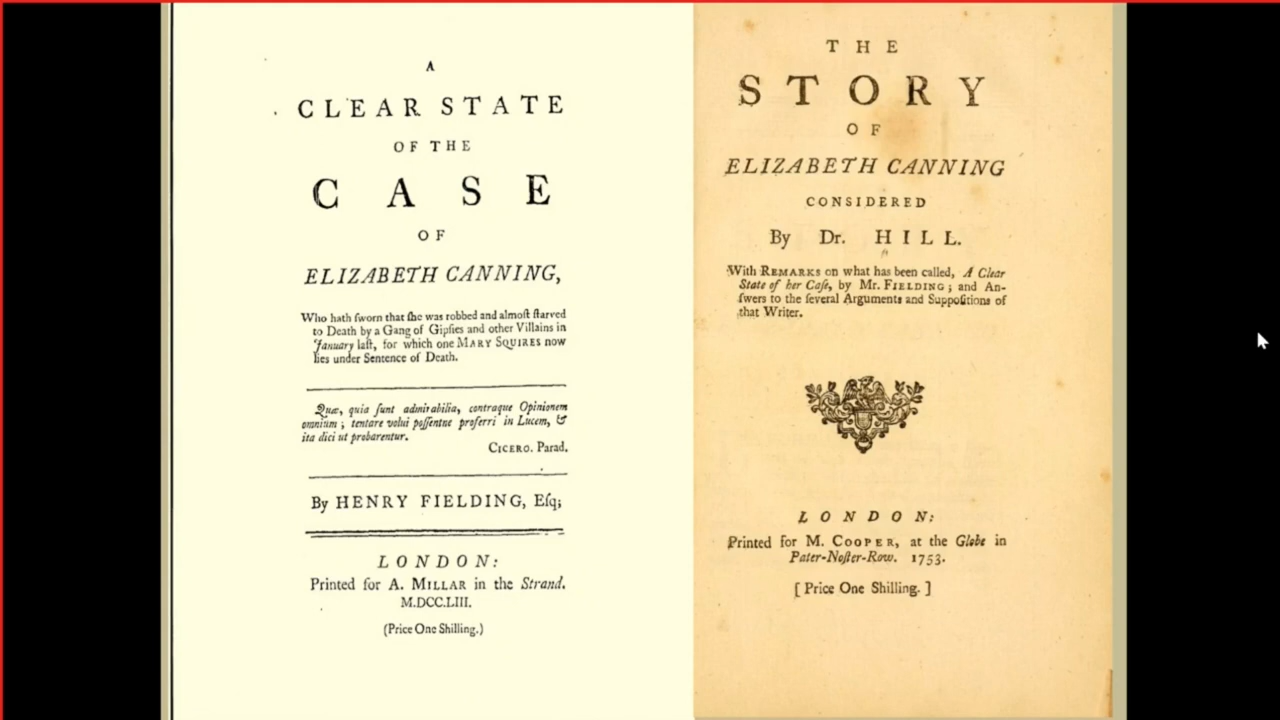 A
CLEAR STATE
OF THE
CASE
OF
ELIZABETH CANNING,
Who hath ſworn that ſhe was robbed and almoſt ſtarved
to Death by a Gang of Gipſies and other Villains in
January laſt, for which one MARY SQUIRES now
lies under Sentence of Death.
Quæ, quia ſunt admirabilia, contraque Opinionem
omnium; tentare volui poſſentne proferri in Lucem, &
ita dici ut probarentur.
CICERO. Parad.
By HENRY FIELDING, Eſq;
LONDON:
Printed for A. MILLAR in the Strand.
M.DCC.LIII.
(Price One Shilling.)
THE
STORY
OF
ELIZABETH CANNING
CONSIDERED
By Dr. HILL.
With REMARKS on what has been called, A Clear
State of her Caſe, by Mr. FIELDING; and An-
ſwers to the ſeveral Arguments and Suppoſitions of
that Writer.
LONDON:
Printed for M. COOPER, at the Globe in
Pater-Noſter-Row. 1753.
[Price One Shilling.]